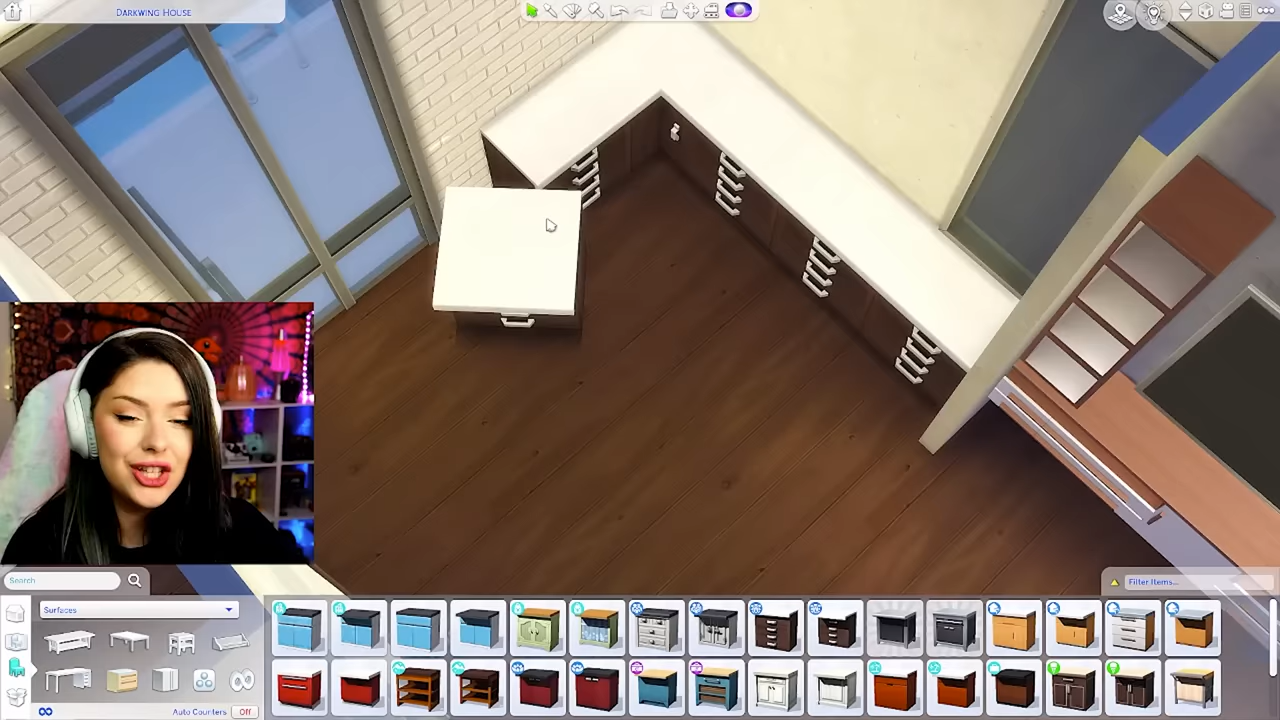 DARKWING HOUSE
Search
Filter Items...
Surfaces
Auto Counters
Off